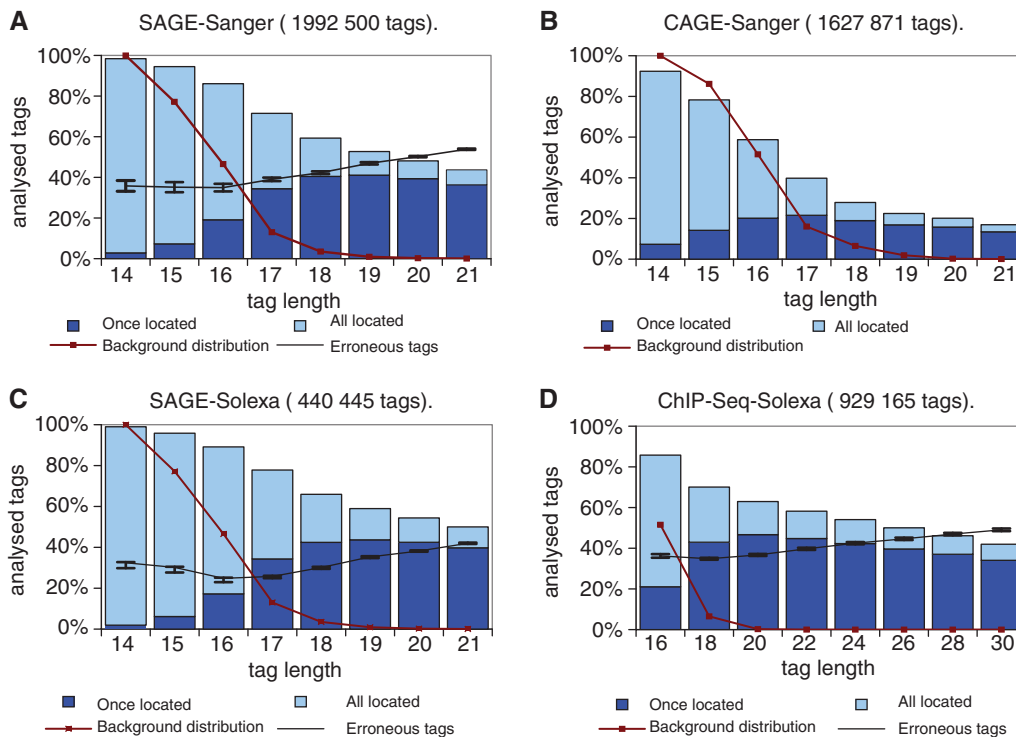 A SAGE-Sanger ( 1992 500 tags).
100%
80%
60%
40%
20%
0%
analysed tags
14 15 16 17 18 19 20 21
tag length
Once located All located
Background distribution Erroneous tags
B CAGE-Sanger ( 1627 871 tags).
100%
80%
60%
40%
20%
0%
analysed tags
14 15 16 17 18 19 20 21
tag length
Once located All located
Background distribution
C SAGE-Solexa ( 440 445 tags).
100%
80%
60%
40%
20%
0%
analysed tags
14 15 16 17 18 19 20 21
tag length
Once located All located
Background distribution Erroneous tags
D ChIP-Seq-Solexa ( 929 165 tags).
100%
80%
60%
40%
20%
0%
analysed tags
16 18 20 22 24 26 28 30
tag length
Once located All located
Background distribution Erroneous tags